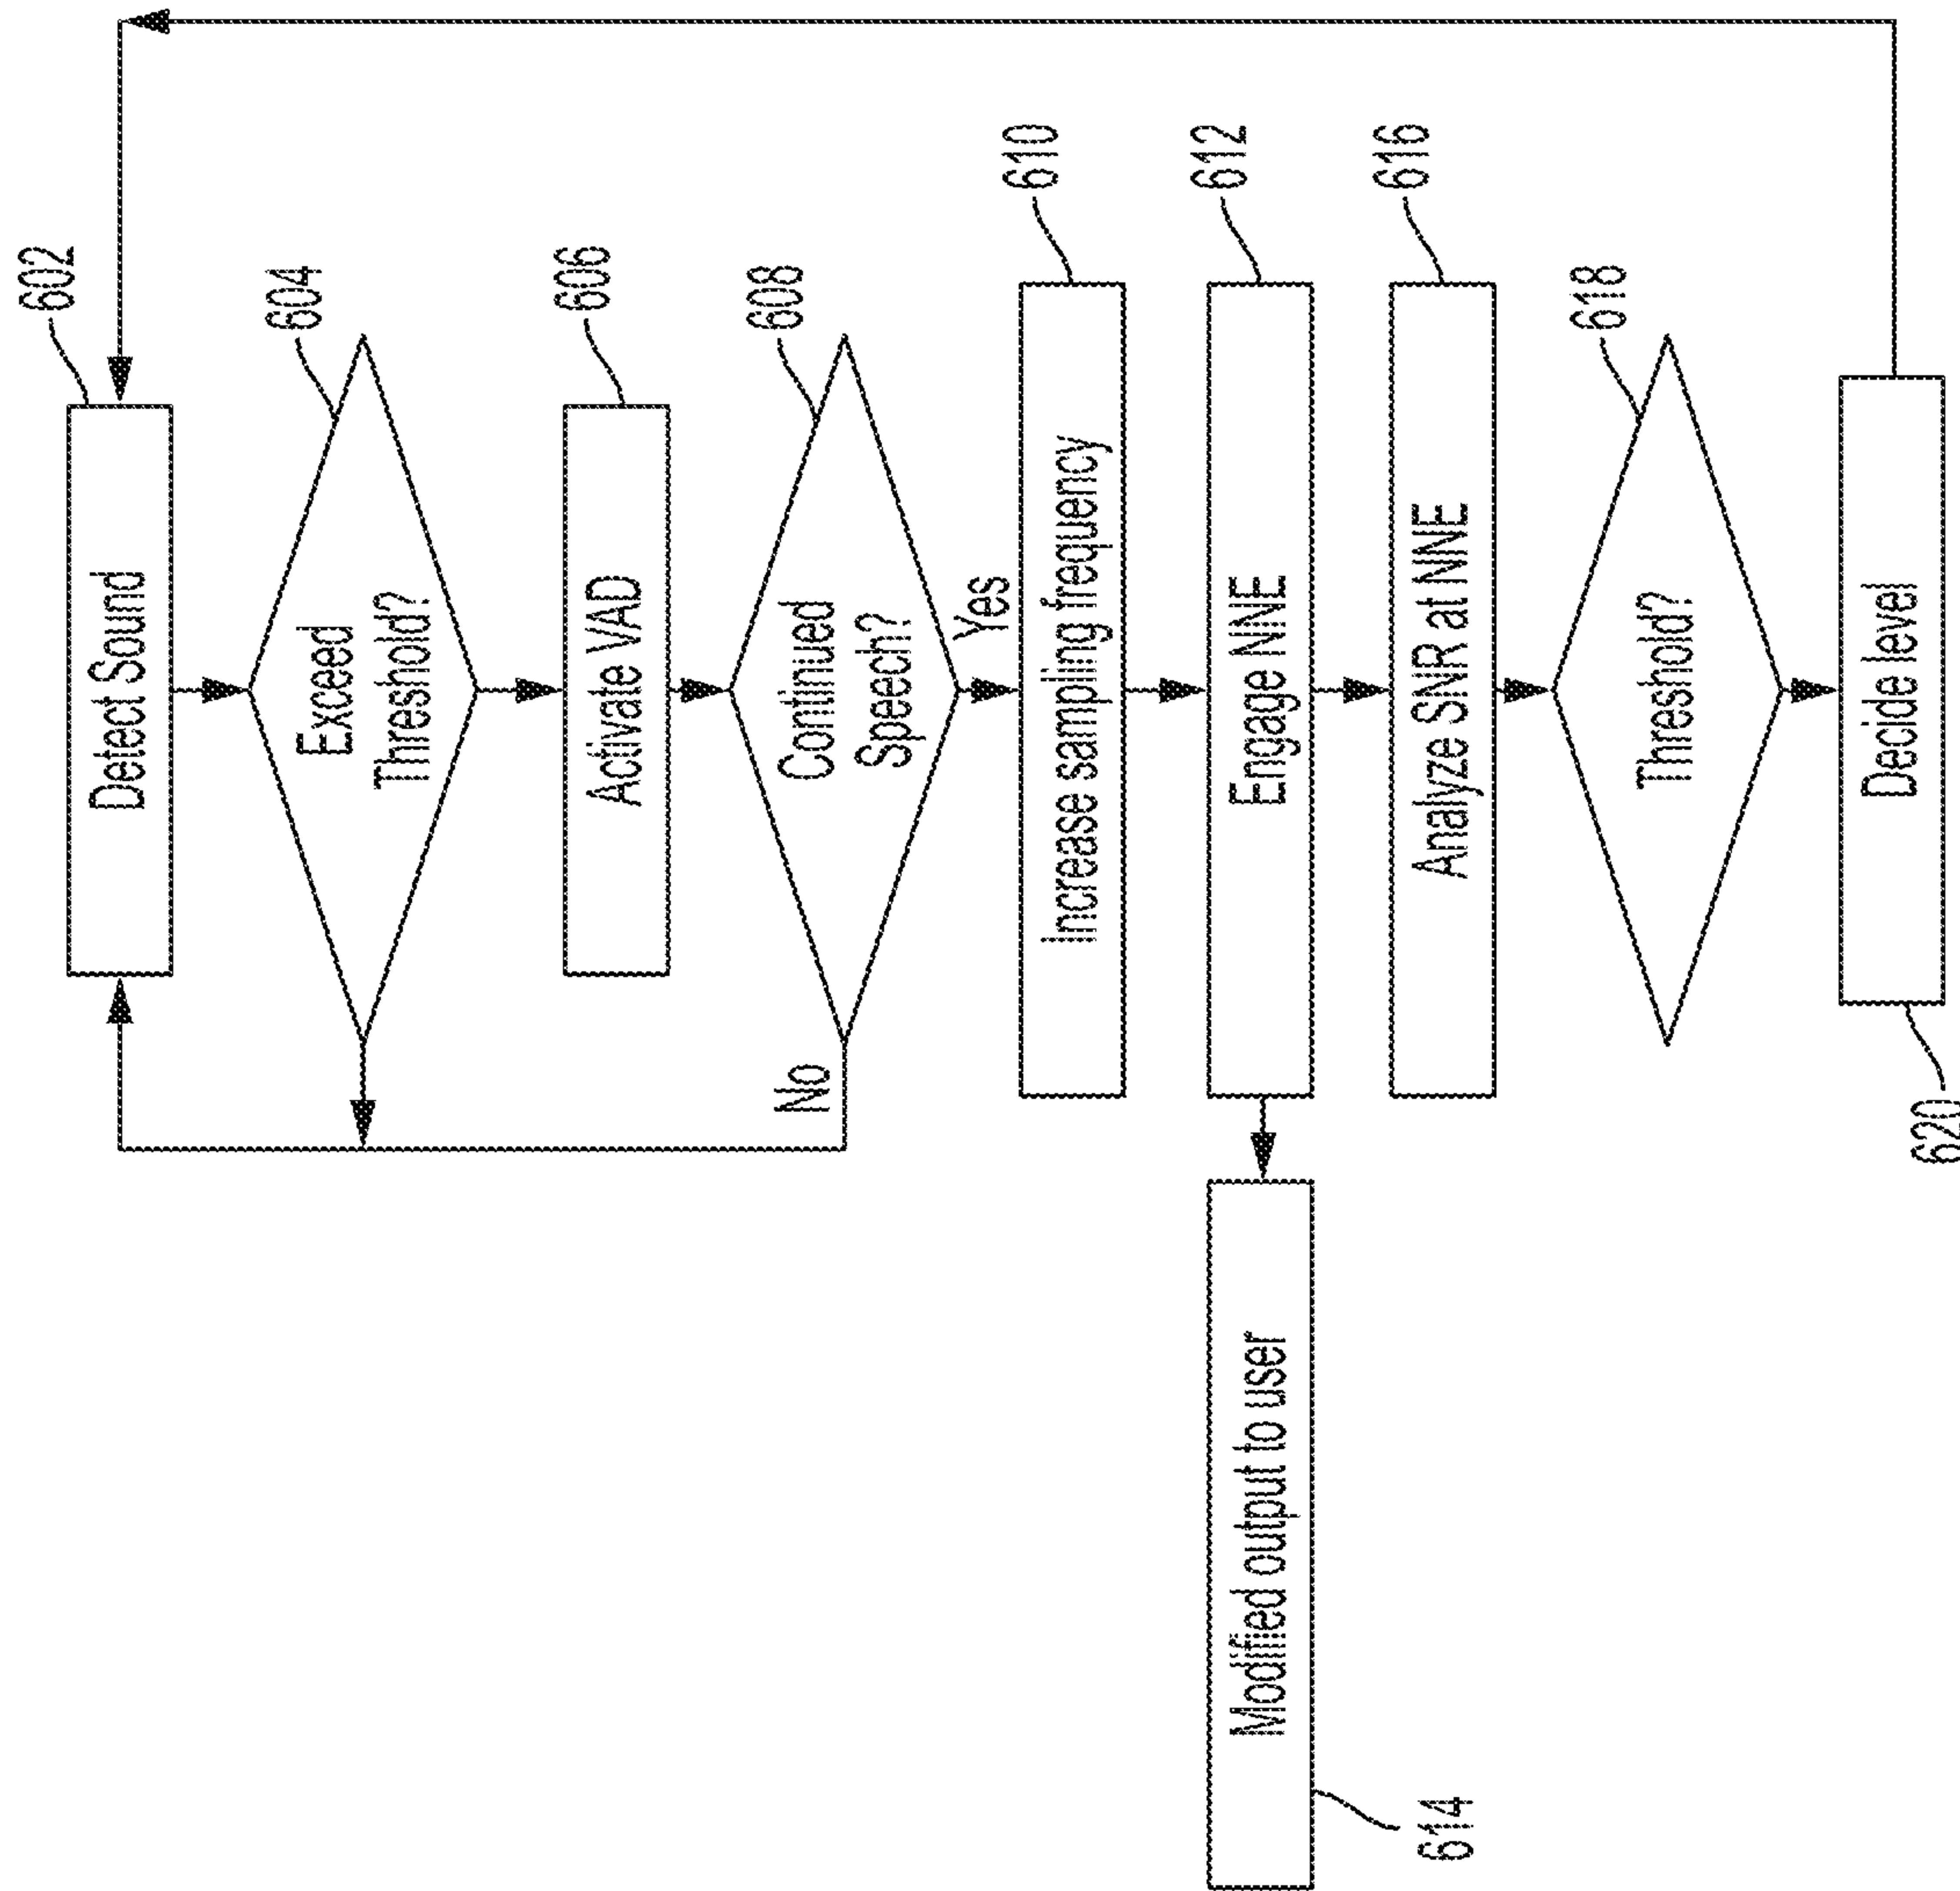 602
Detect Sound
604
Exceed
Threshold?
606
Activate VAD
608
Continued
Speech?
No
Yes
610
Increase sampling frequency
612
Engage NNE
Modified output to user
614
616
Analyze SNR at NNE
618
Threshold?
Decide level
620